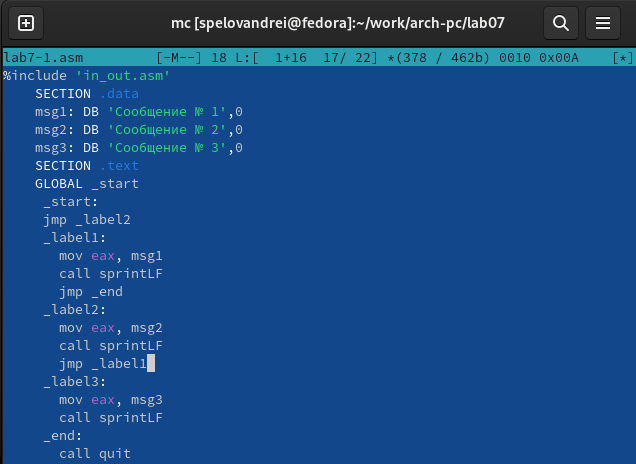 mc [spelovandrei@fedora]:~/work/arch-pc/lab07
lab7-1.asm [-M--] 18 L:[ 1+16 17/ 22] *(378 / 462b) 0010 0x00A [*]
%include 'in_out.asm'
SECTION .data
msg1: DB 'Сообщение № 1',0
msg2: DB 'Сообщение № 2',0
msg3: DB 'Сообщение № 3',0
SECTION .text
GLOBAL _start
_start:
jmp _label2
_label1:
mov eax, msg1
call sprintLF
jmp _end
_label2:
mov eax, msg2
call sprintLF
jmp _label1
_label3:
mov eax, msg3
call sprintLF
_end:
call quit